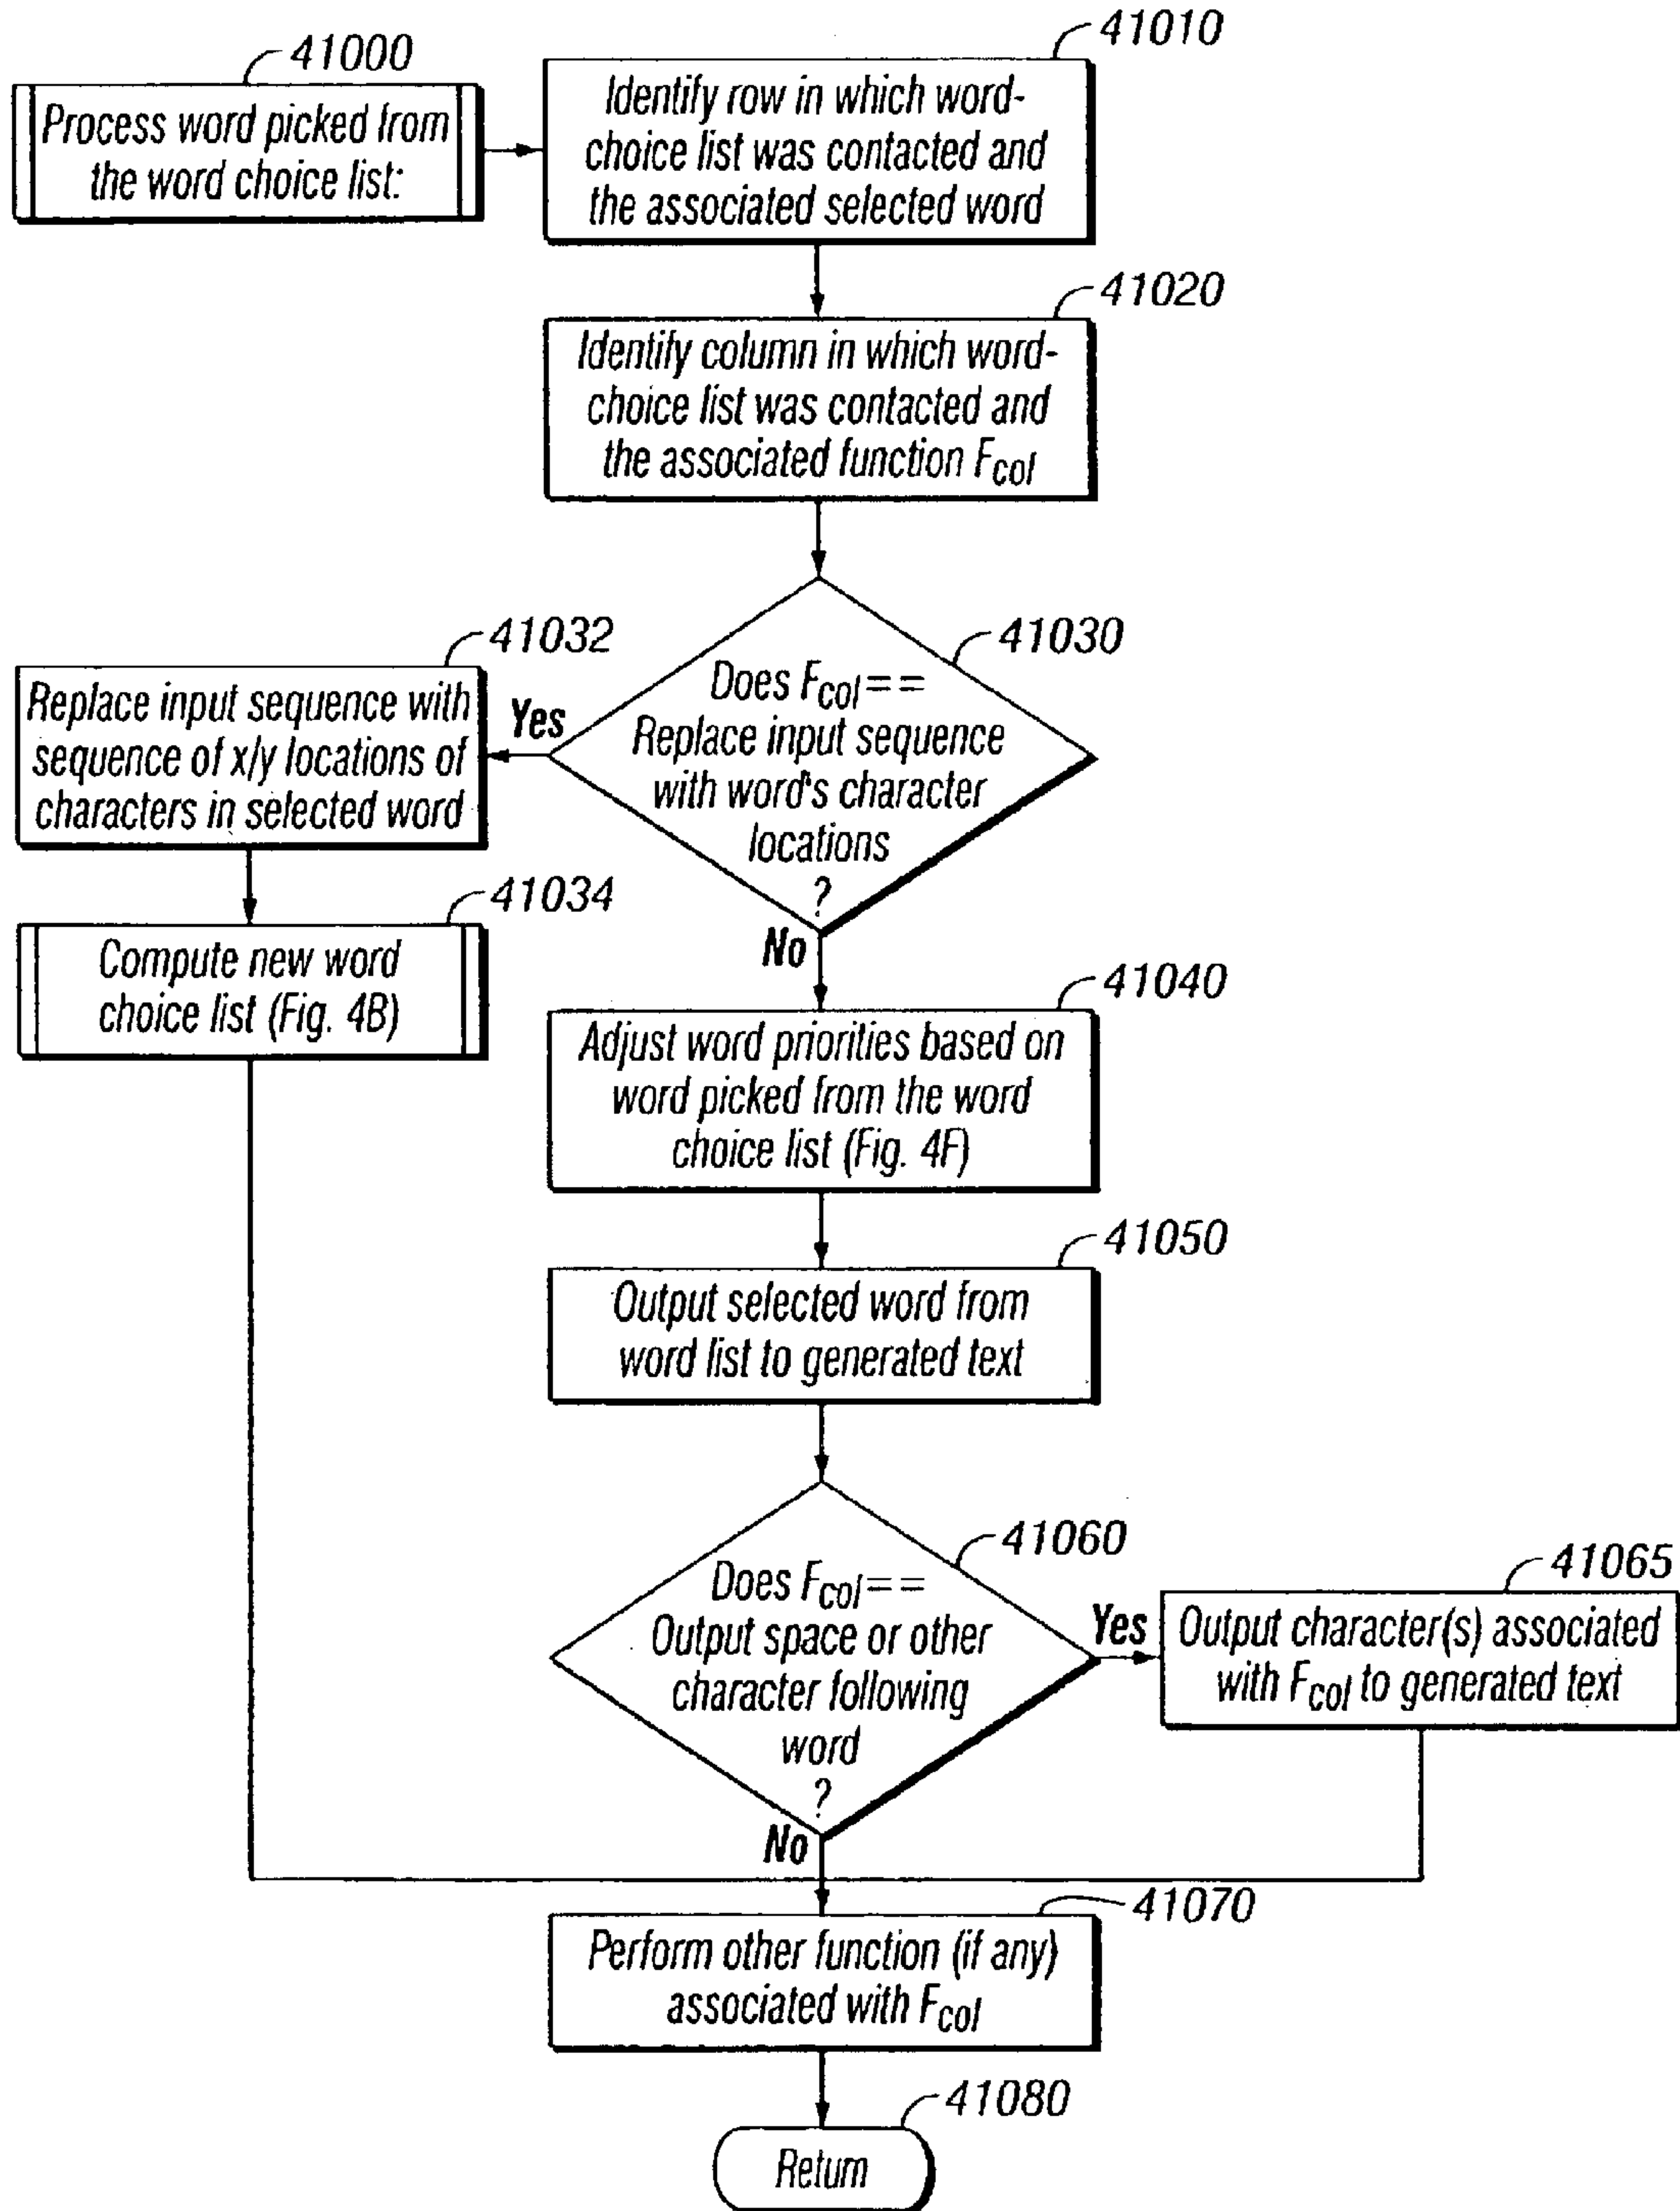 41000
Process word picked from
the word choice list:
41010
Identify row in which word-
choice list was contacted and
the associated selected word
41020
Identify column in which word-
choice list was contacted and
the associated function Fcol
41030
Does Fcol==
Replace input sequence
with word's character
locations
?
Yes
No
41032
Replace input sequence with
sequence of x/y locations of
characters in selected word
41034
Compute new word
choice list (Fig. 4B)
41040
Adjust word priorities based on
word picked from the word
choice list (Fig. 4F)
41050
Output selected word from
word list to generated text
41060
Does Fcol==
Output space or other
character following
word
?
Yes
No
41065
Output character(s) associated
with Fcol to generated text
41070
Perform other function (if any)
associated with Fcol
41080
Return